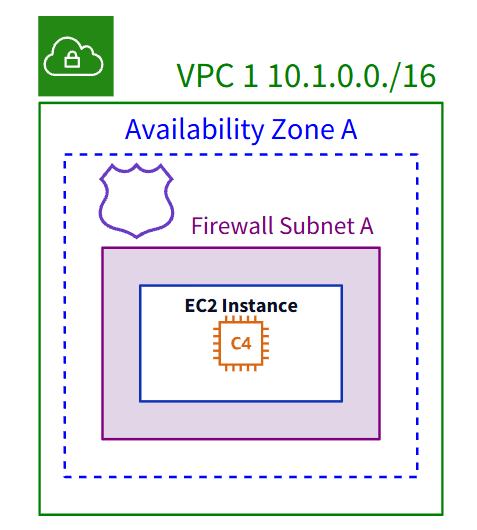 VPC 1 10.1.0.0./16
Availability Zone A
Firewall Subnet A
EC2 Instance
C4